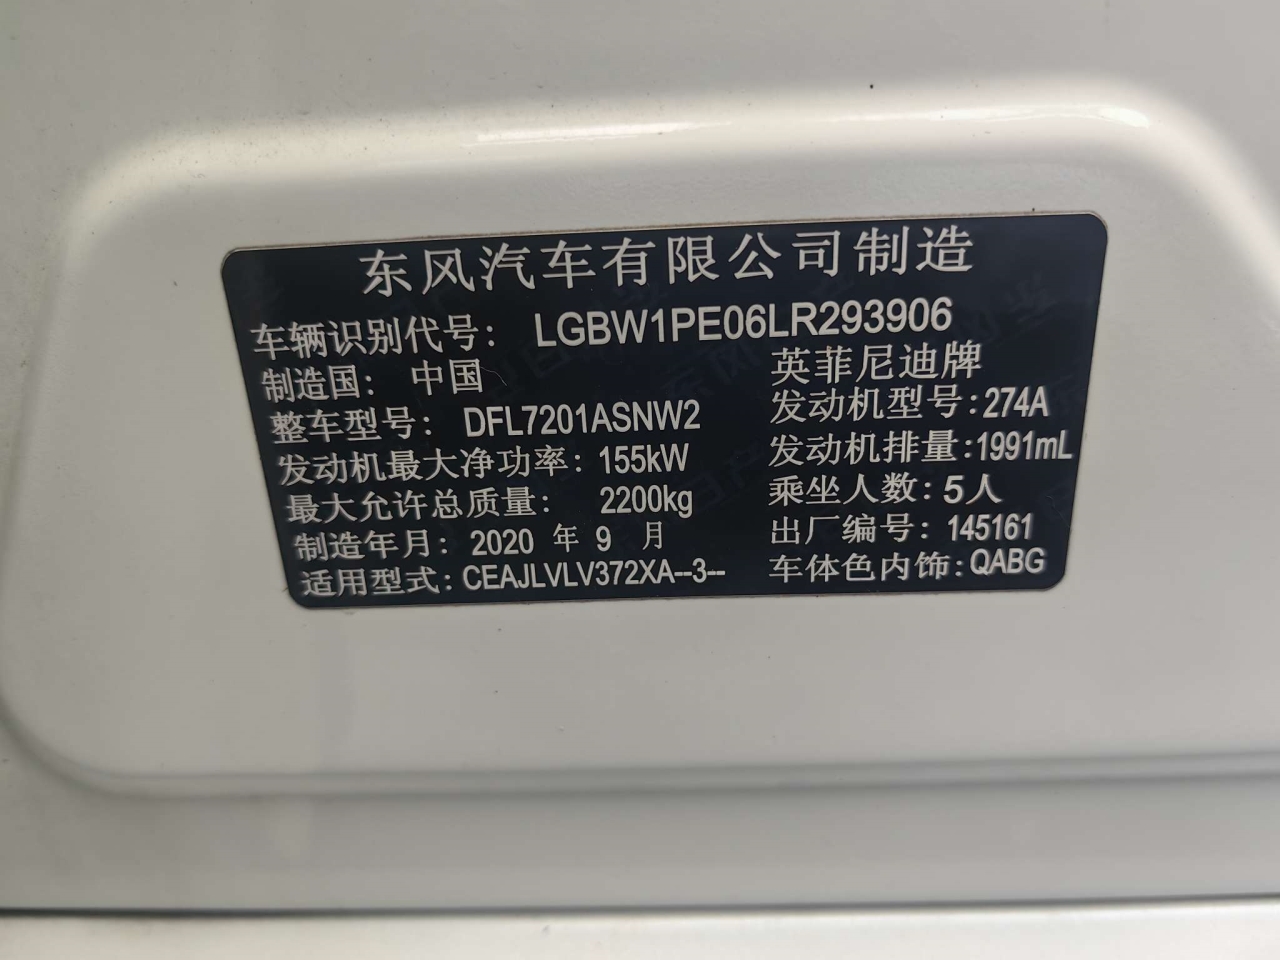 东风汽车有限公司制造
车辆识别代号: LGBW1PE06LR293906
制造国: 中国 英菲尼迪牌
整车型号: DFL7201ASNW2 发动机型号:274A
发动机最大净功率: 155kW 发动机排量:1991mL
最大允许总质量: 2200kg 乘坐人数: 5人
制造年月: 2020 年 9 月 出厂编号: 145161
适用型式: CEAJLVLV372XA--3-- 车体色内饰:QABG